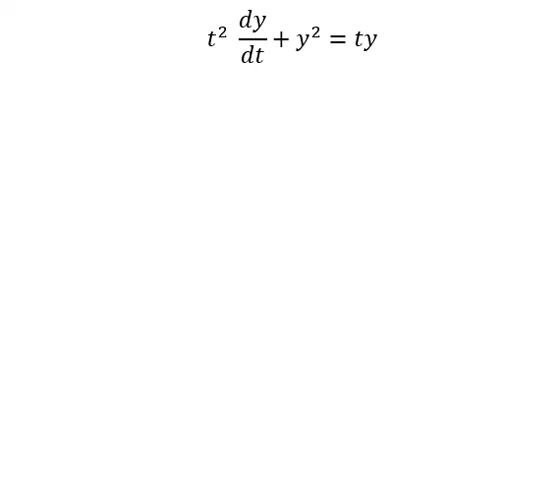 t² dy/dt + y² = ty